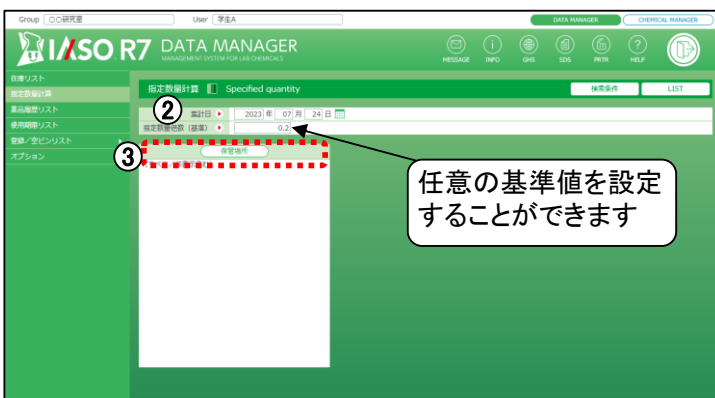 Group ○○研究室 User 学生A DATA MANAGER CHEMICAL MANAGER
IASO R7 DATA MANAGER
MANAGEMENT SYSTEM FOR LAB CHEMICALS
MESSAGE INFO GHS SDS PRTR HELP
在庫リスト
指定数量計算
薬品履歴リスト
使用期限リスト
登録/空ビンリスト
オプション
指定数量計算 Specified quantity 検索条件 LIST
② 集計日 2023 年 07 月 24 日
指定数量倍数(基準) 0.2
③ 保管場所
任意の基準値を設定
することができます